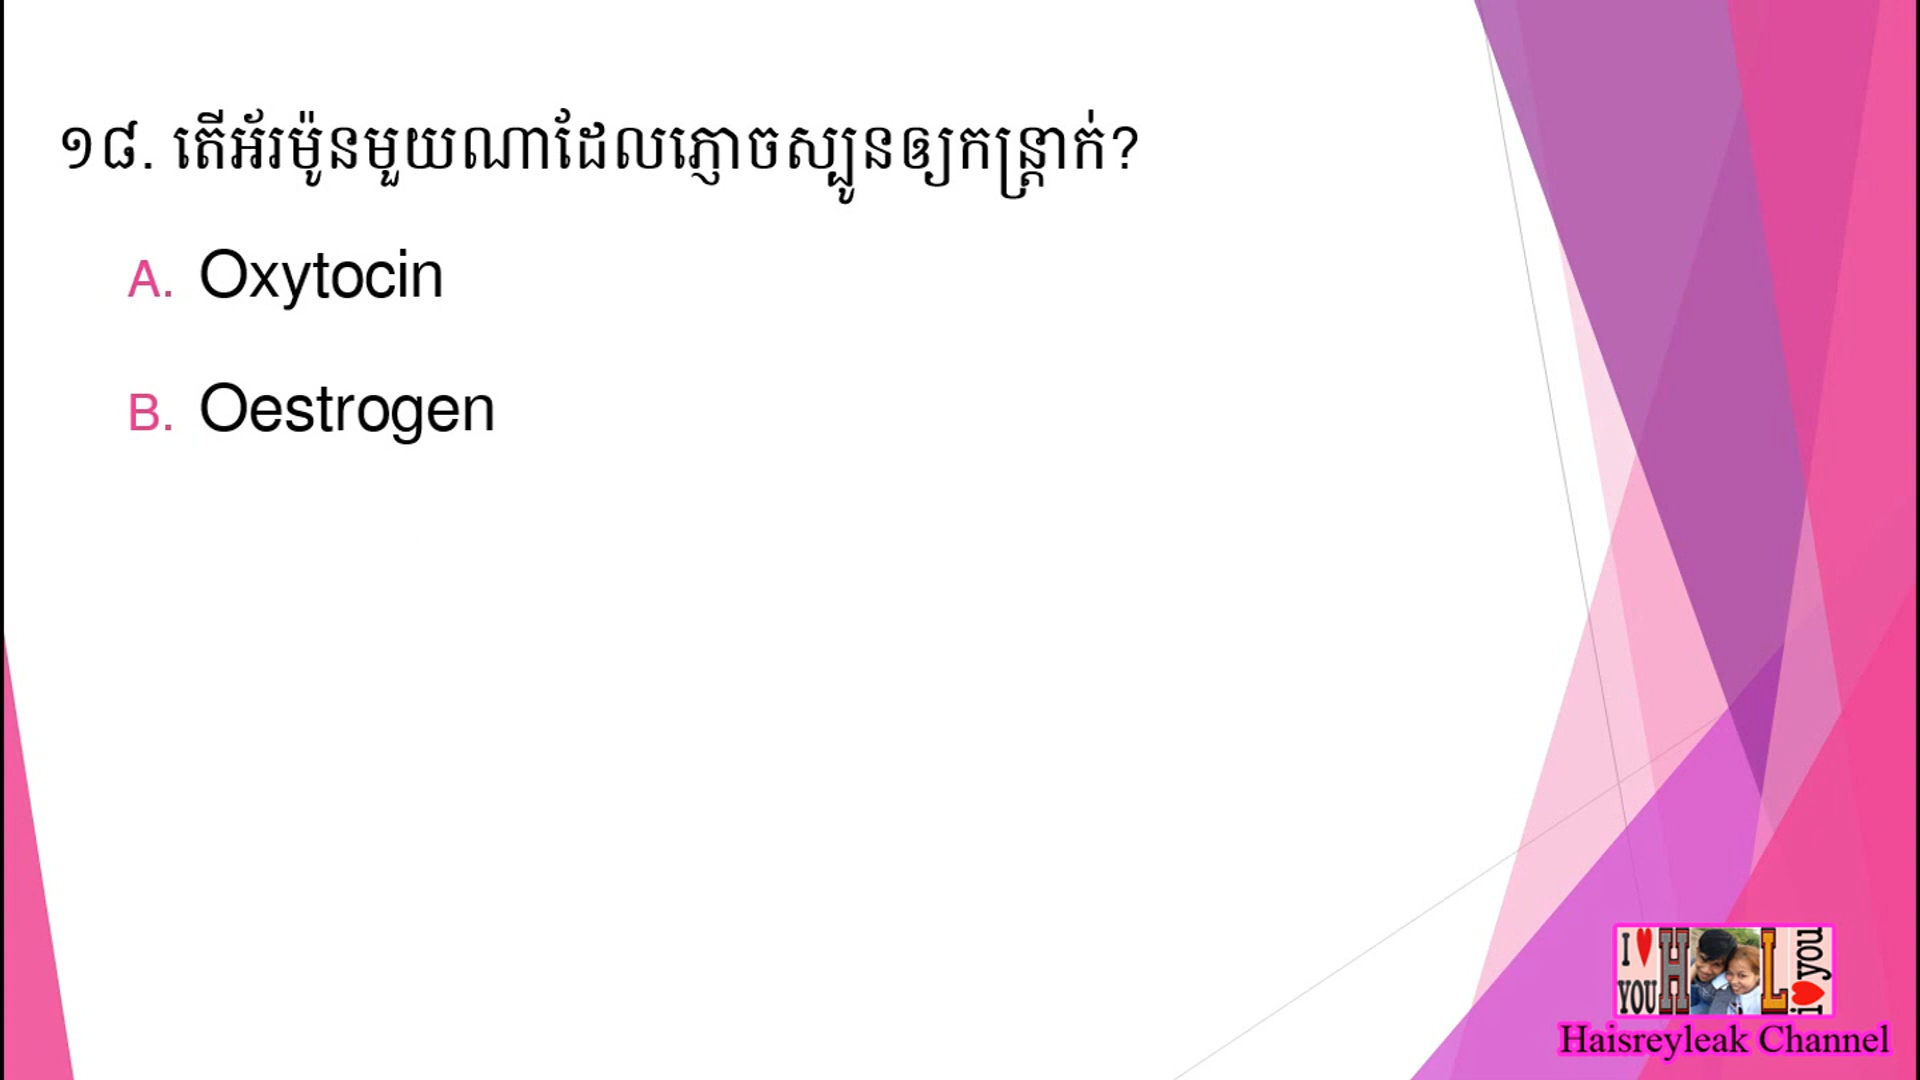 ១៨. តើអ័រម៉ូនមួយណាដែលភ្ញោចស្បូនឲ្យកន្ត្រាក់?
A. Oxytocin
B. Oestrogen
I ♥ YOU H L i ♥ you
Haisreyleak Channel